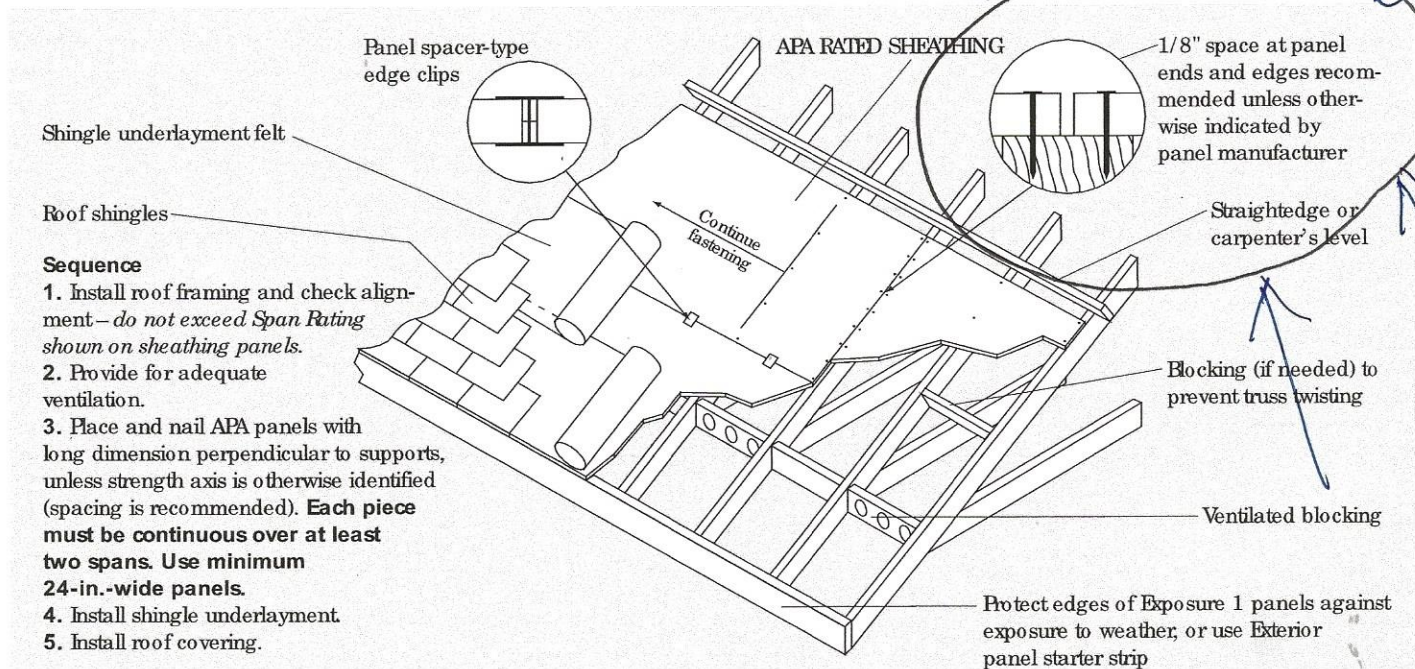 Panel spacer-type
edge clips
APA RATED SHEATHING
1/8" space at panel
ends and edges recom-
mended unless other-
wise indicated by
panel manufacturer
Shingle underlayment felt
Roof shingles
Continue
fastening
Straightedge or
carpenter's level
Sequence
1. Install roof framing and check align-
ment – do not exceed Span Rating
shown on sheathing panels.
2. Provide for adequate
ventilation.
3. Place and nail APA panels with
long dimension perpendicular to supports,
unless strength axis is otherwise identified
(spacing is recommended). Each piece
must be continuous over at least
two spans. Use minimum
24-in.-wide panels.
4. Install shingle underlayment.
5. Install roof covering.
Blocking (if needed) to
prevent truss twisting
Ventilated blocking
Protect edges of Exposure 1 panels against
exposure to weather, or use Exterior
panel starter strip